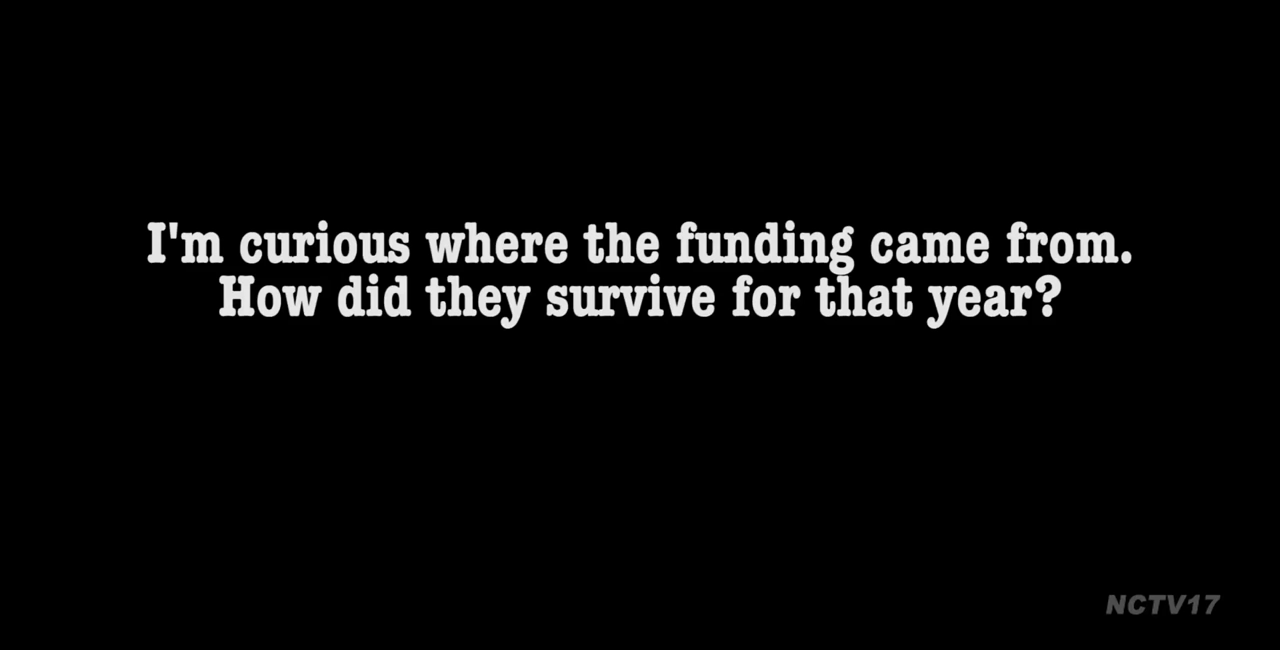 I'm curious where the funding came from.
How did they survive for that year?
NCTV17